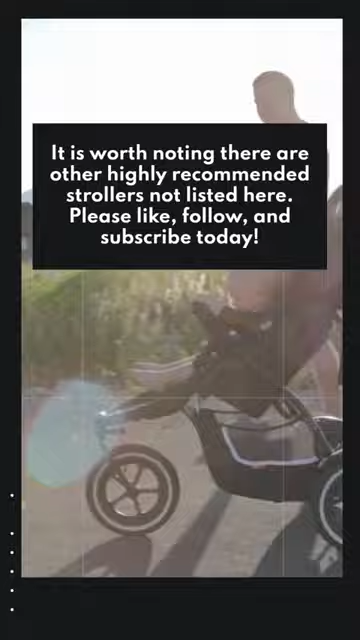 It is worth noting there are
other highly recommended
strollers not listed here.
Please like, follow, and
subscribe today!